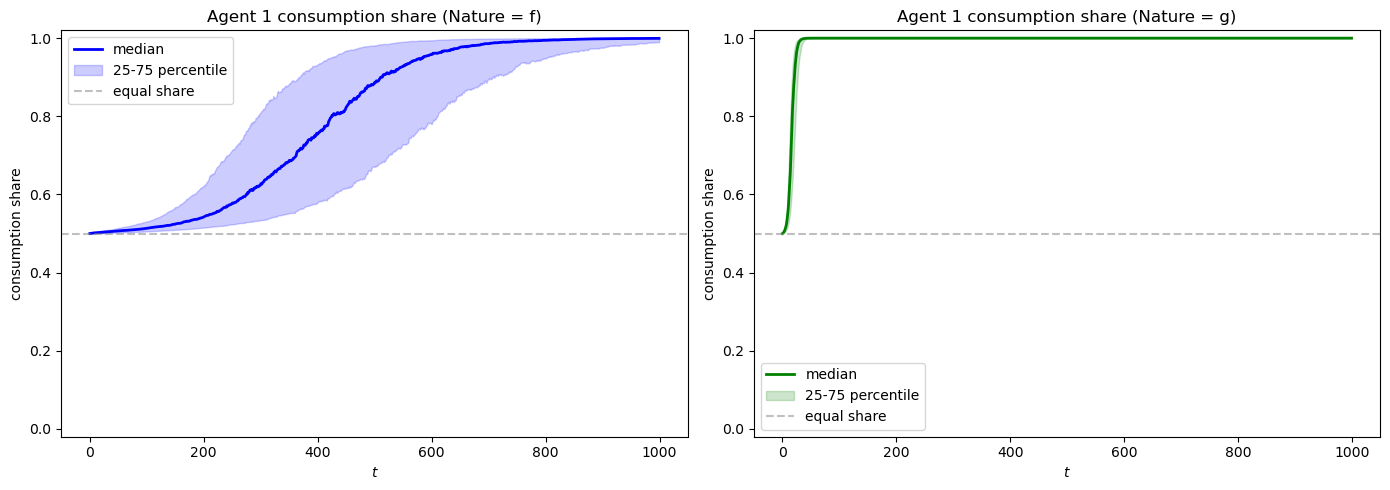 Agent 1 consumption share (Nature = f)
consumption share
1.0
0.8
0.6
0.4
0.2
0.0
median
25-75 percentile
equal share
0 200 400 600 800 1000
t
Agent 1 consumption share (Nature = g)
consumption share
1.0
0.8
0.6
0.4
0.2
0.0
median
25-75 percentile
equal share
0 200 400 600 800 1000
t